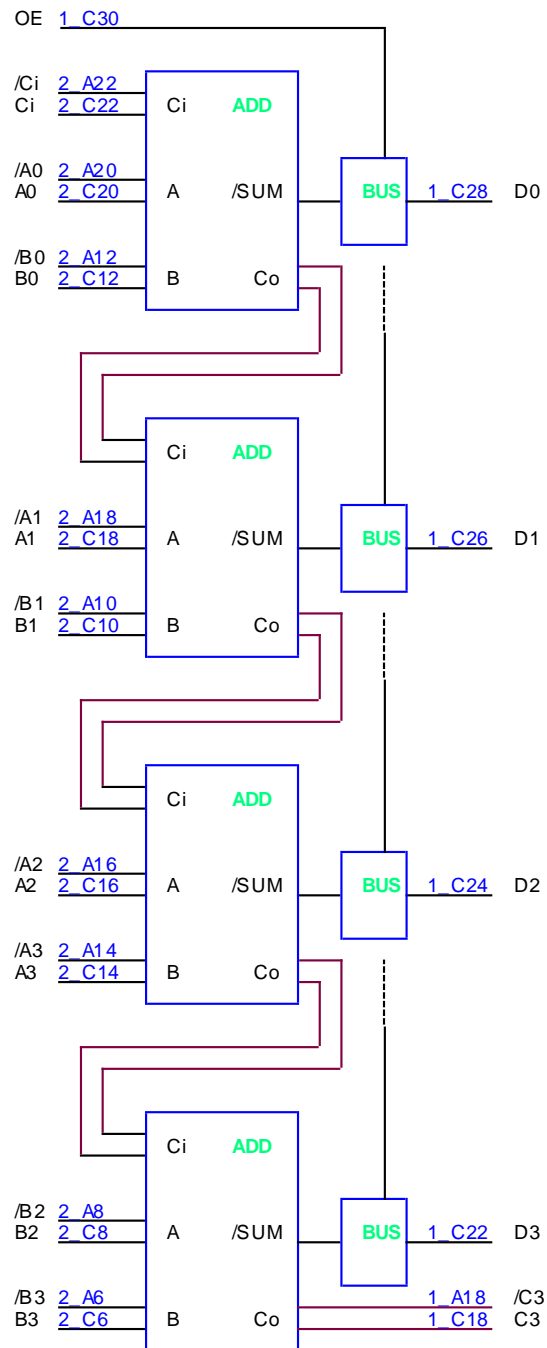 OE 1_C30
/Ci 2_A22
Ci 2_C22 Ci ADD
/A0 2_A20
A0 2_C20 A /SUM BUS 1_C28 D0
/B0 2_A12
B0 2_C12 B Co
Ci ADD
/A1 2_A18
A1 2_C18 A /SUM BUS 1_C26 D1
/B1 2_A10
B1 2_C10 B Co
Ci ADD
/A2 2_A16
A2 2_C16 A /SUM BUS 1_C24 D2
/A3 2_A14
A3 2_C14 B Co
Ci ADD
/B2 2_A8
B2 2_C8 A /SUM BUS 1_C22 D3
/B3 2_A6 1_A18 /C3
B3 2_C6 B Co 1_C18 C3